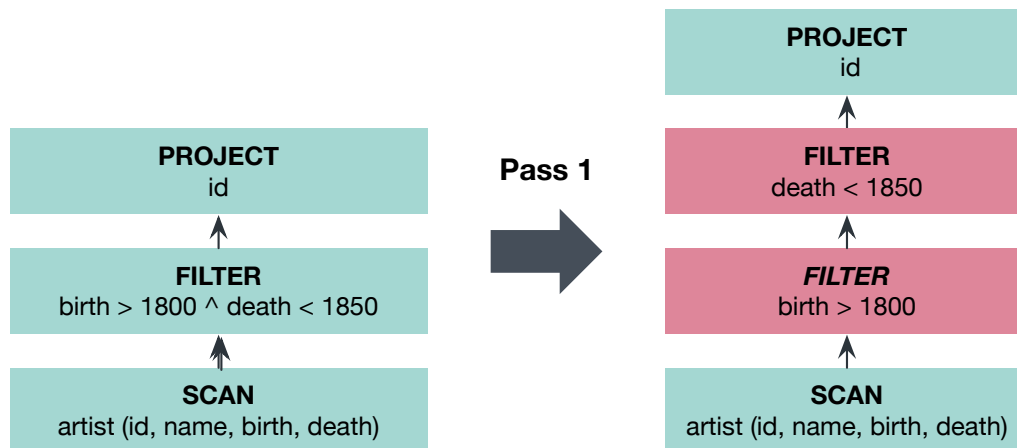 PROJECT
id
FILTER
birth > 1800 ^ death < 1850
SCAN
artist (id, name, birth, death)
Pass 1
PROJECT
id
FILTER
death < 1850
FILTER
birth > 1800
SCAN
artist (id, name, birth, death)